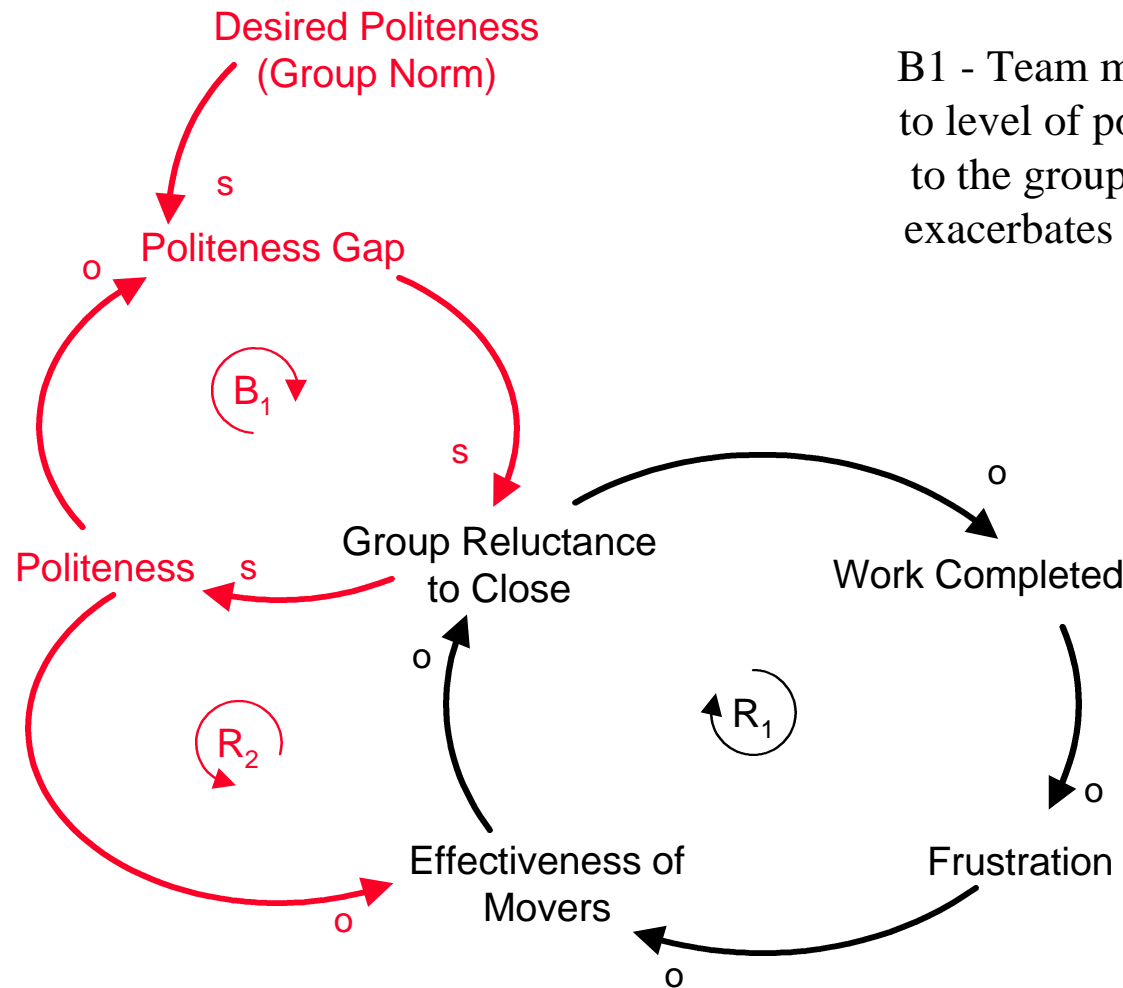 Desired Politeness
(Group Norm)
B1 - Team m
to level of po
to the group
exacerbates
s
Politeness Gap
o
B1
s
o
Group Reluctance
to Close
Politeness
s
Work Completed
o
R1
R2
o
Effectiveness of
Movers
Frustration
o
o